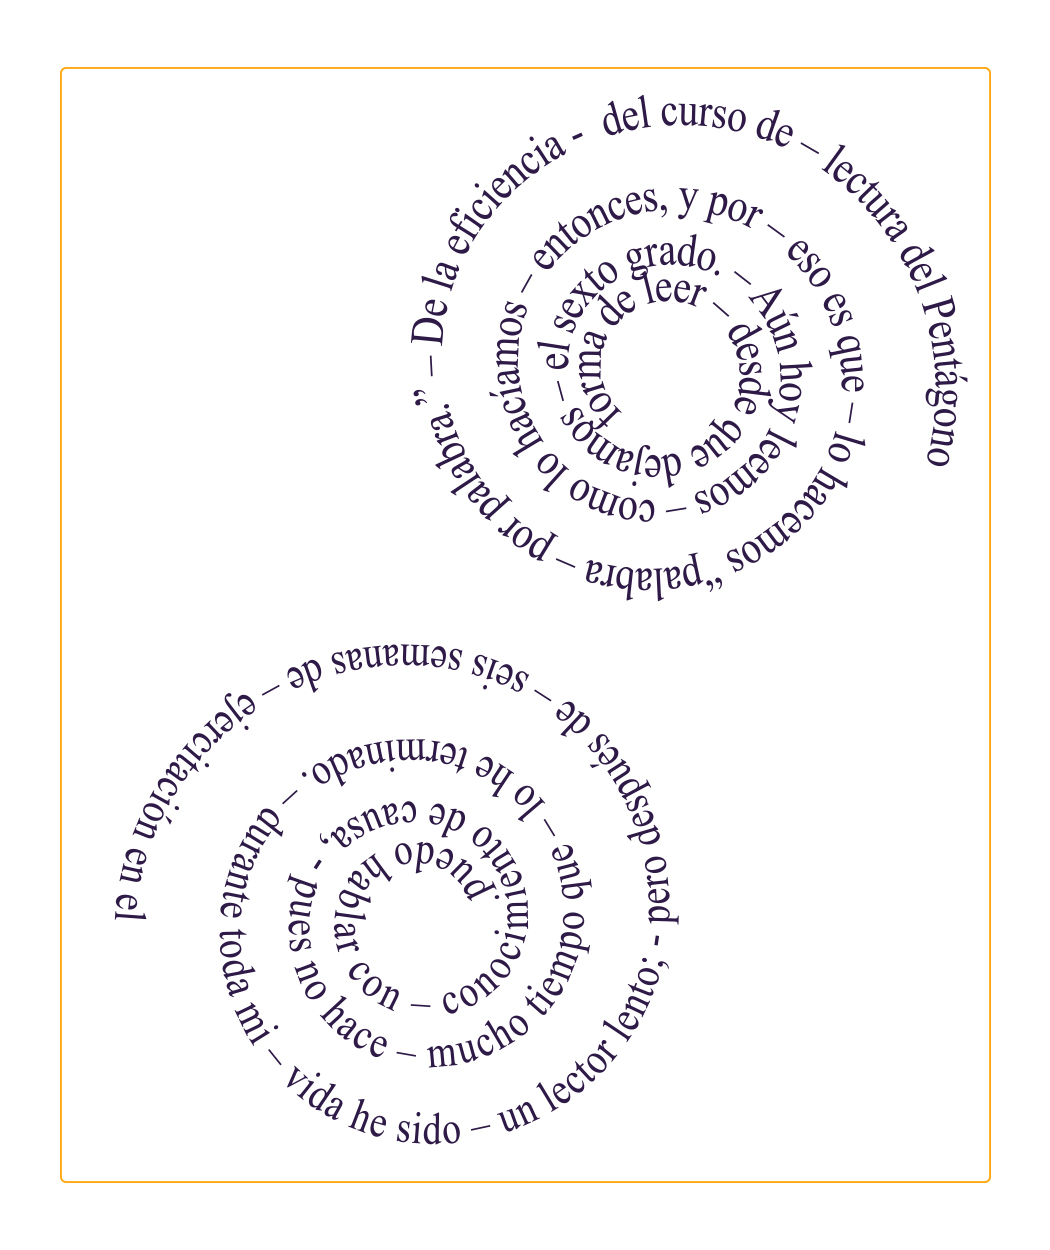 forma de leer – desde que dejamos – el sexto grado. – Aún hoy leemos – como lo hacíamos – entonces, y por – eso es que – lo hacemos “palabra – por palabra.” – De la eficiencia - del curso de – lectura del Pentágono
puedo hablar con – conocimiento de causa, - pues no hace – mucho tiempo que – lo he terminado. – durante toda mi – vida he sido – un lector lento; - pero después de – seis semanas de – ejercitación en el